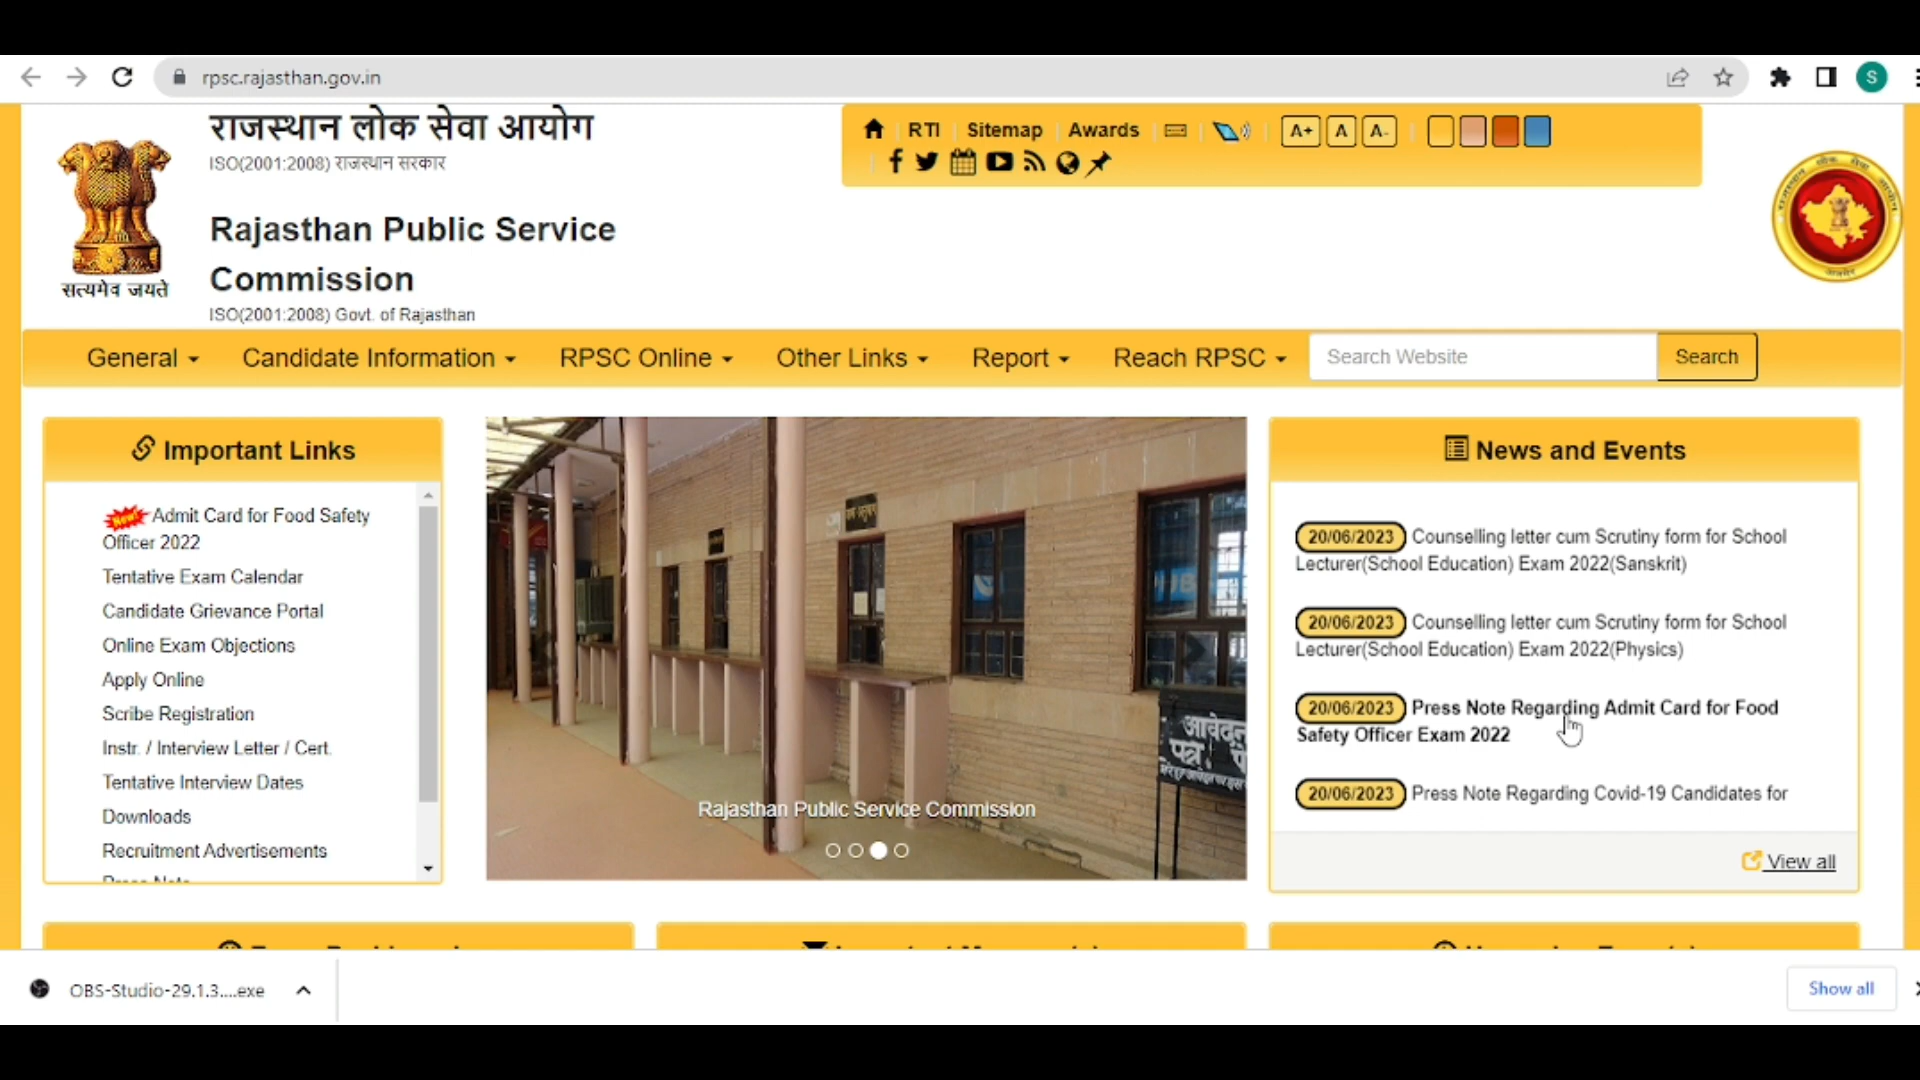 rpsc.rajasthan.gov.in
S
राजस्थान लोक सेवा आयोग
ISO(2001:2008) राजस्थान सरकार
Rajasthan Public Service
Commission
ISO(2001:2008) Govt. of Rajasthan
सत्यमेव जयते
RTI Sitemap Awards A+ A A-
General Candidate Information RPSC Online Other Links Report Reach RPSC Search Website Search
Important Links
New! Admit Card for Food Safety
Officer 2022
Tentative Exam Calendar
Candidate Grievance Portal
Online Exam Objections
Apply Online
Scribe Registration
Instr. / Interview Letter / Cert.
Tentative Interview Dates
Downloads
Recruitment Advertisements
आवेदन
पत्र
Rajasthan Public Service Commission
News and Events
20/06/2023 Counselling letter cum Scrutiny form for School
Lecturer(School Education) Exam 2022(Sanskrit)
20/06/2023 Counselling letter cum Scrutiny form for School
Lecturer(School Education) Exam 2022(Physics)
20/06/2023 Press Note Regarding Admit Card for Food
Safety Officer Exam 2022
20/06/2023 Press Note Regarding Covid-19 Candidates for
View all
OBS-Studio-29.1.3....exe
Show all